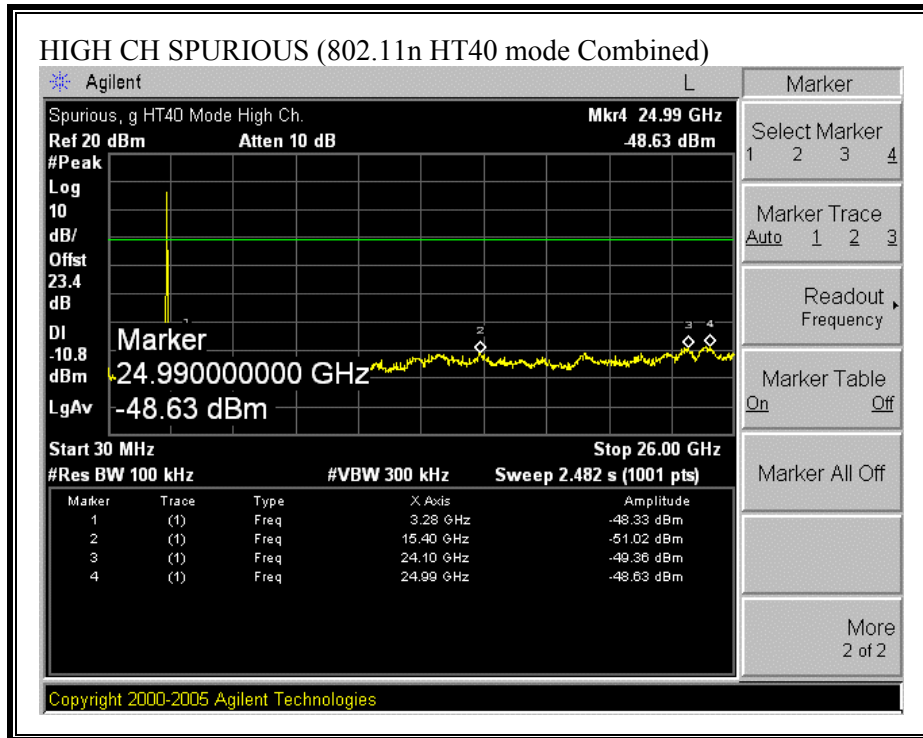 HIGH CH SPURIOUS (802.11n HT40 mode Combined)
Agilent L
Spurious, g HT40 Mode High Ch. Mkr4 24.99 GHz
Ref 20 dBm Atten 10 dB -48.63 dBm
#Peak
Log
10
dB/
Offst
23.4
dB
DI
-10.8
dBm
LgAv
1
2
3
4
Marker
24.990000000 GHz
-48.63 dBm
Start 30 MHz Stop 26.00 GHz
#Res BW 100 kHz #VBW 300 kHz Sweep 2.482 s (1001 pts)
Marker Trace Type X Axis Amplitude
1 (1) Freq 3.28 GHz -48.33 dBm
2 (1) Freq 15.40 GHz -51.02 dBm
3 (1) Freq 24.10 GHz -49.36 dBm
4 (1) Freq 24.99 GHz -48.63 dBm
Copyright 2000-2005 Agilent Technologies
Marker
Select Marker
1 2 3 4
Marker Trace
Auto 1 2 3
Readout
Frequency
Marker Table
On Off
Marker All Off
More
2 of 2